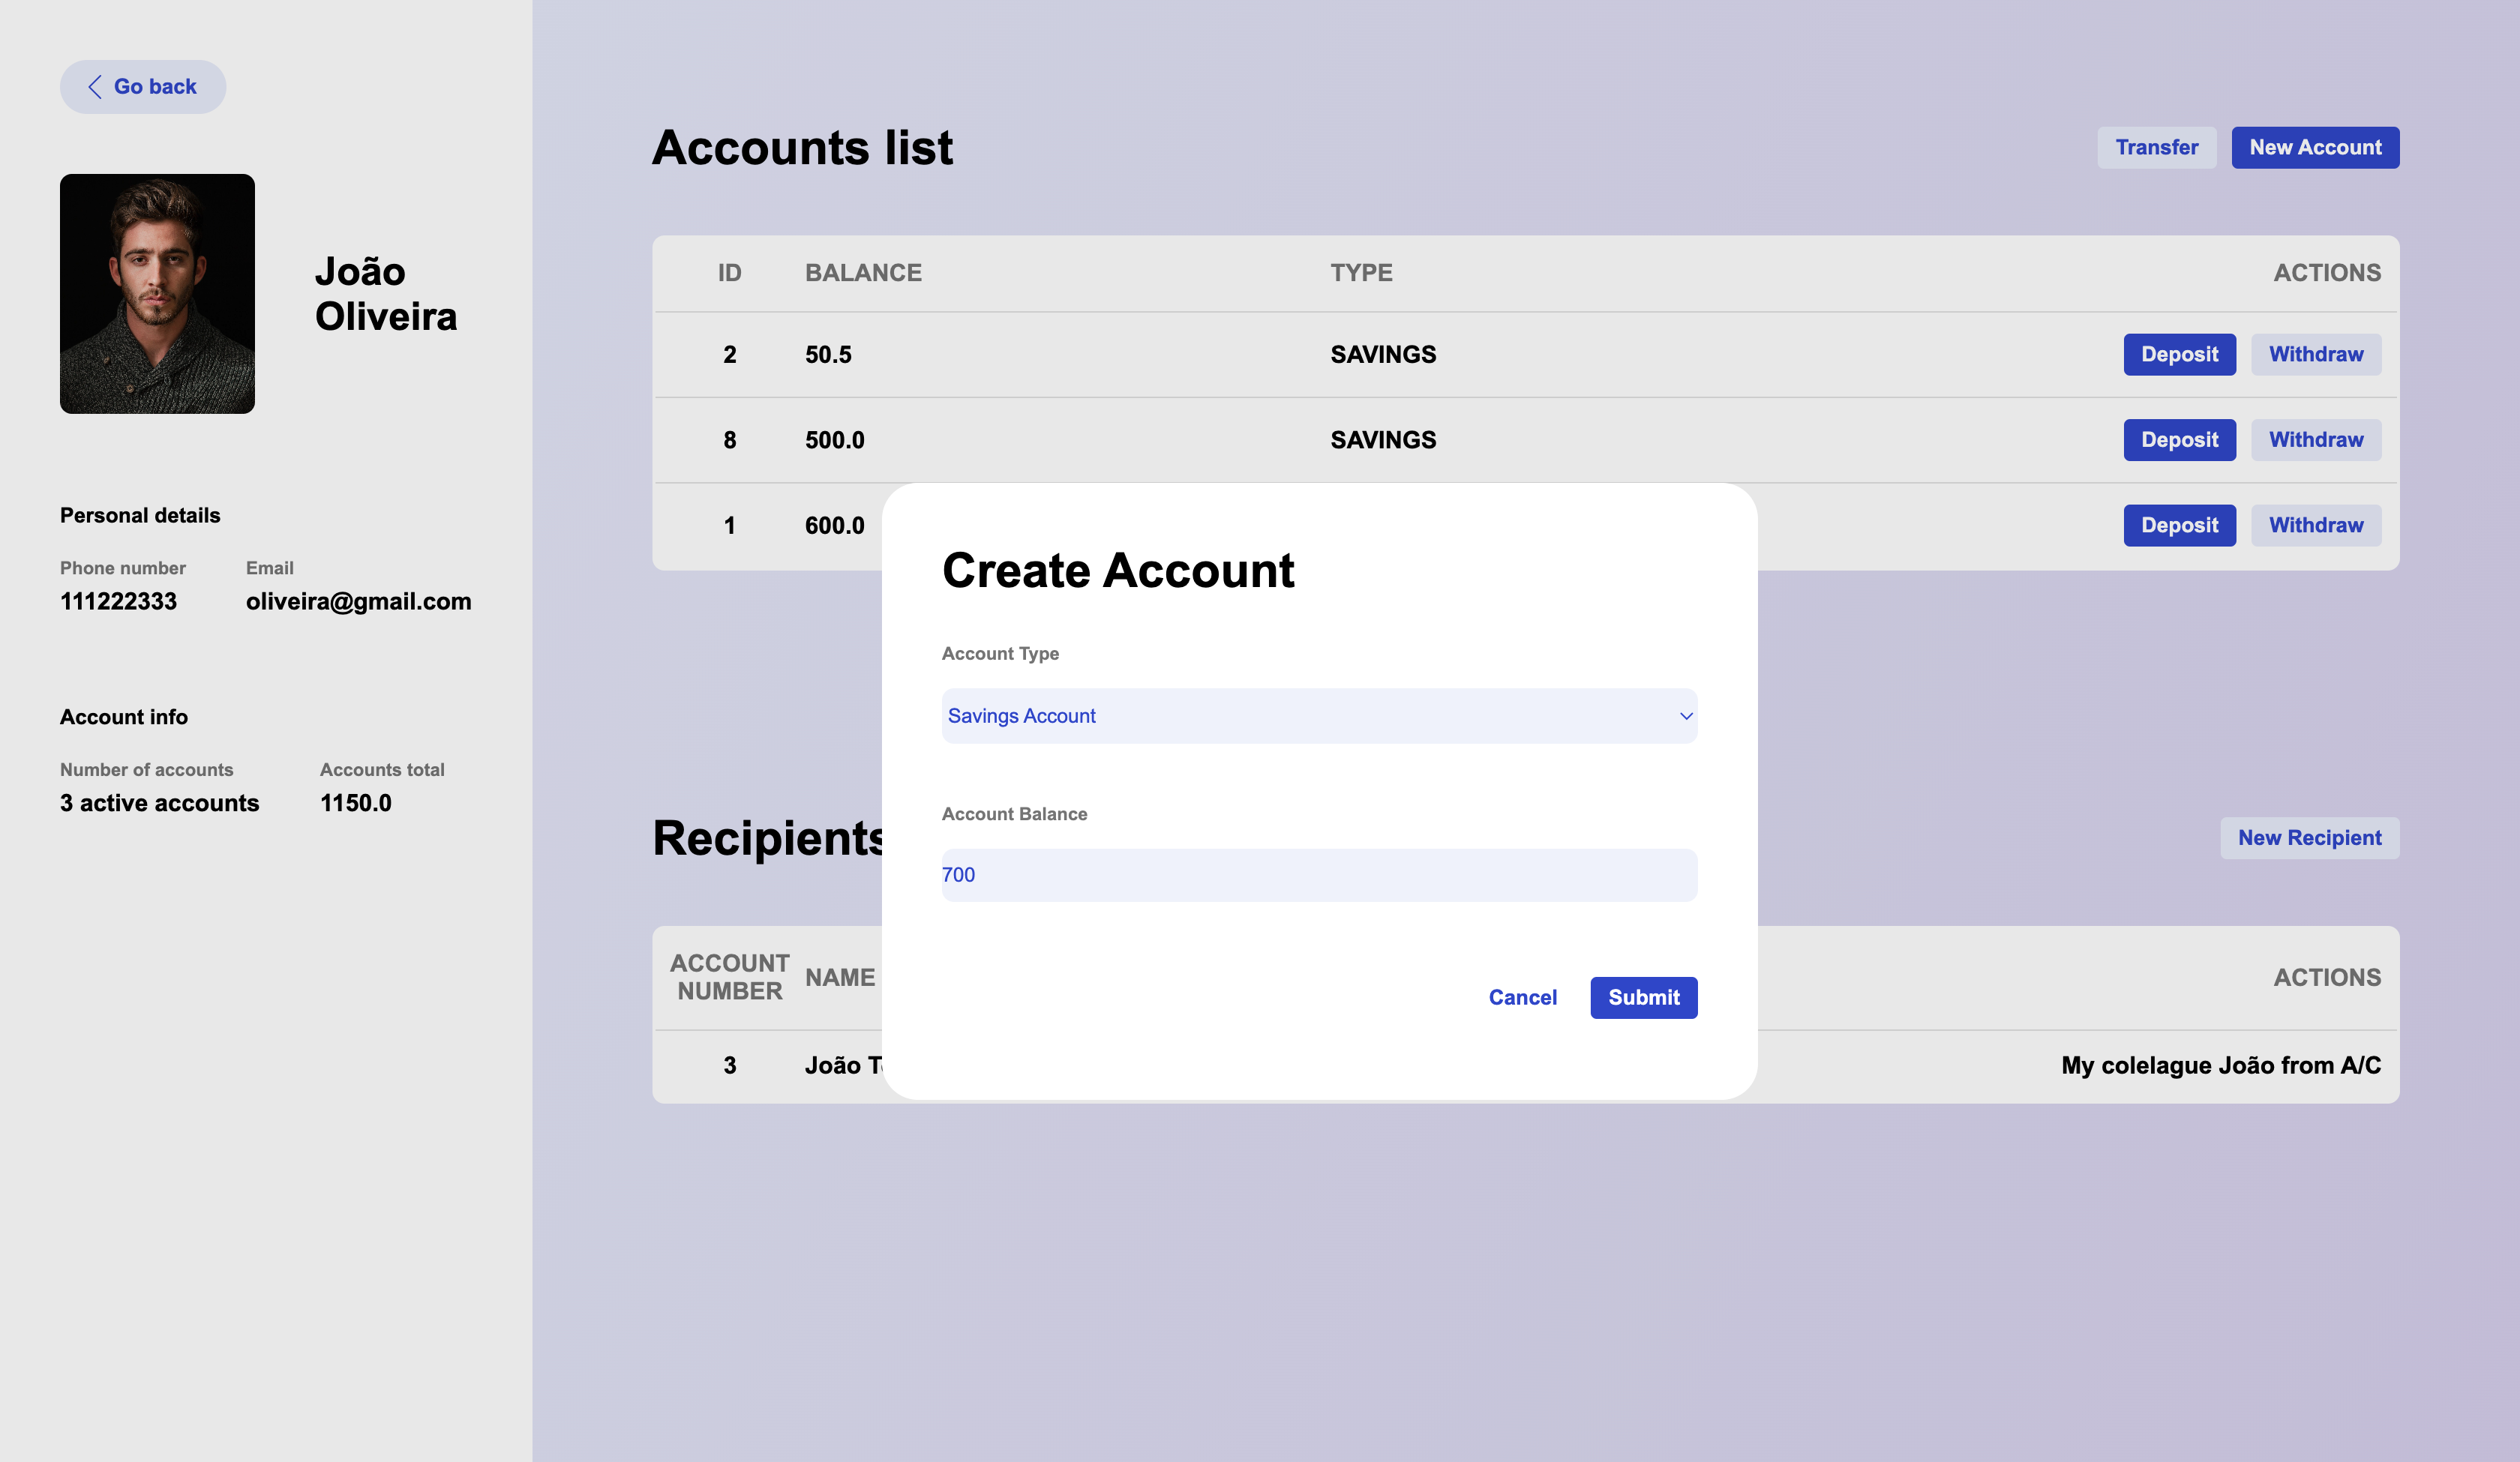 Go back
João
Oliveira
Personal details
Phone number Email
111222333 oliveira@gmail.com
Account info
Number of accounts Accounts total
3 active accounts 1150.0
Accounts list
Transfer New Account
ID BALANCE TYPE ACTIONS
2 50.5 SAVINGS Deposit Withdraw
8 500.0 SAVINGS Deposit Withdraw
1 600.0 Deposit Withdraw
Create Account
Account Type
Savings Account
Account Balance
700
Cancel Submit
Recipients
New Recipient
ACCOUNT
NUMBER NAME ACTIONS
3 João My colelague João from A/C